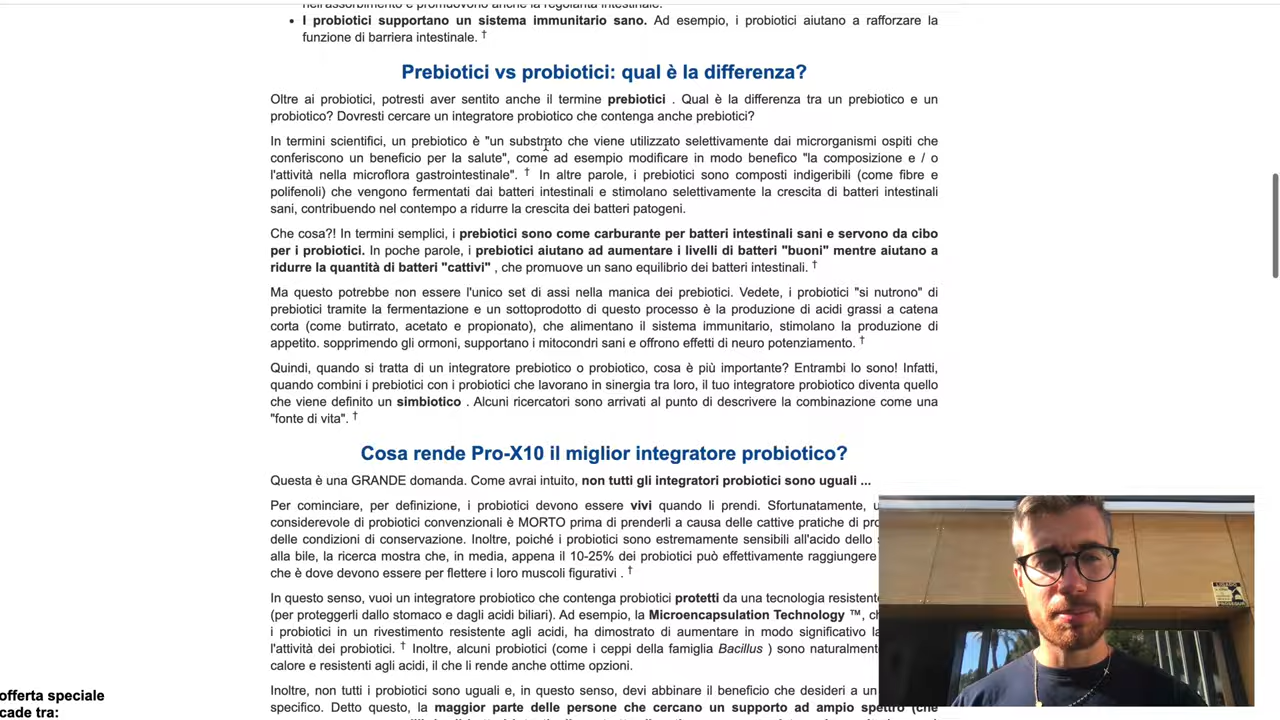 • I probiotici supportano un sistema immunitario sano. Ad esempio, i probiotici aiutano a rafforzare la
funzione di barriera intestinale. †
Prebiotici vs probiotici: qual è la differenza?
Oltre ai probiotici, potresti aver sentito anche il termine prebiotici . Qual è la differenza tra un prebiotico e un
probiotico? Dovresti cercare un integratore probiotico che contenga anche prebiotici?
In termini scientifici, un prebiotico è "un substrato che viene utilizzato selettivamente dai microrganismi ospiti che
conferiscono un beneficio per la salute", come ad esempio modificare in modo benefico "la composizione e / o
l'attività nella microflora gastrointestinale". † In altre parole, i prebiotici sono composti indigeribili (come fibre e
polifenoli) che vengono fermentati dai batteri intestinali e stimolano selettivamente la crescita di batteri intestinali
sani, contribuendo nel contempo a ridurre la crescita dei batteri patogeni.
Che cosa?! In termini semplici, i prebiotici sono come carburante per batteri intestinali sani e servono da cibo
per i probiotici. In poche parole, i prebiotici aiutano ad aumentare i livelli di batteri "buoni" mentre aiutano a
ridurre la quantità di batteri "cattivi" , che promuove un sano equilibrio dei batteri intestinali. †
Ma questo potrebbe non essere l'unico set di assi nella manica dei prebiotici. Vedete, i probiotici "si nutrono" di
prebiotici tramite la fermentazione e un sottoprodotto di questo processo è la produzione di acidi grassi a catena
corta (come butirrato, acetato e propionato), che alimentano il sistema immunitario, stimolano la produzione di
appetito. sopprimendo gli ormoni, supportano i mitocondri sani e offrono effetti di neuro potenziamento. †
Quindi, quando si tratta di un integratore prebiotico o probiotico, cosa è più importante? Entrambi lo sono! Infatti,
quando combini i prebiotici con i probiotici che lavorano in sinergia tra loro, il tuo integratore probiotico diventa quello
che viene definito un simbiotico . Alcuni ricercatori sono arrivati al punto di descrivere la combinazione come una
"fonte di vita". †
Cosa rende Pro-X10 il miglior integratore probiotico?
Questa è una GRANDE domanda. Come avrai intuito, non tutti gli integratori probiotici sono uguali ...
Per cominciare, per definizione, i probiotici devono essere vivi quando li prendi. Sfortunatamente, u
considerevole di probiotici convenzionali è MORTO prima di prenderli a causa delle cattive pratiche di pro
delle condizioni di conservazione. Inoltre, poiché i probiotici sono estremamente sensibili all'acido dello s
alla bile, la ricerca mostra che, in media, appena il 10-25% dei probiotici può effettivamente raggiungere
che è dove devono essere per flettere i loro muscoli figurativi . †
In questo senso, vuoi un integratore probiotico che contenga probiotici protetti da una tecnologia resistente
(per proteggerli dallo stomaco e dagli acidi biliari). Ad esempio, la Microencapsulation Technology ™, ch
i probiotici in un rivestimento resistente agli acidi, ha dimostrato di aumentare in modo significativo la
l'attività dei probiotici. † Inoltre, alcuni probiotici (come i ceppi della famiglia Bacillus ) sono naturalment
calore e resistenti agli acidi, il che li rende anche ottime opzioni.
Inoltre, non tutti i probiotici sono uguali e, in questo senso, devi abbinare il beneficio che desideri a un
specifico. Detto questo, la maggior parte delle persone che cercano un supporto ad ampio spettro (che
offerta speciale
cade tra: